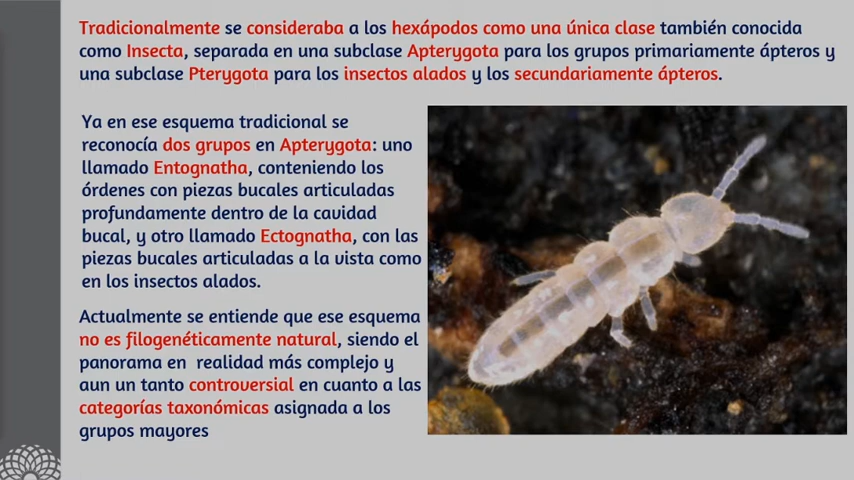 Tradicionalmente se consideraba a los hexápodos como una única clase también conocida
como Insecta, separada en una subclase Apterygota para los grupos primariamente ápteros y
una subclase Pterygota para los insectos alados y los secundariamente ápteros.
Ya en ese esquema tradicional se
reconocía dos grupos en Apterygota: uno
llamado Entognatha, conteniendo los
órdenes con piezas bucales articuladas
profundamente dentro de la cavidad
bucal, y otro llamado Ectognatha, con las
piezas bucales articuladas a la vista como
en los insectos alados.
Actualmente se entiende que ese esquema
no es filogenéticamente natural, siendo el
panorama en realidad más complejo y
aun un tanto controversial en cuanto a las
categorías taxonómicas asignada a los
grupos mayores